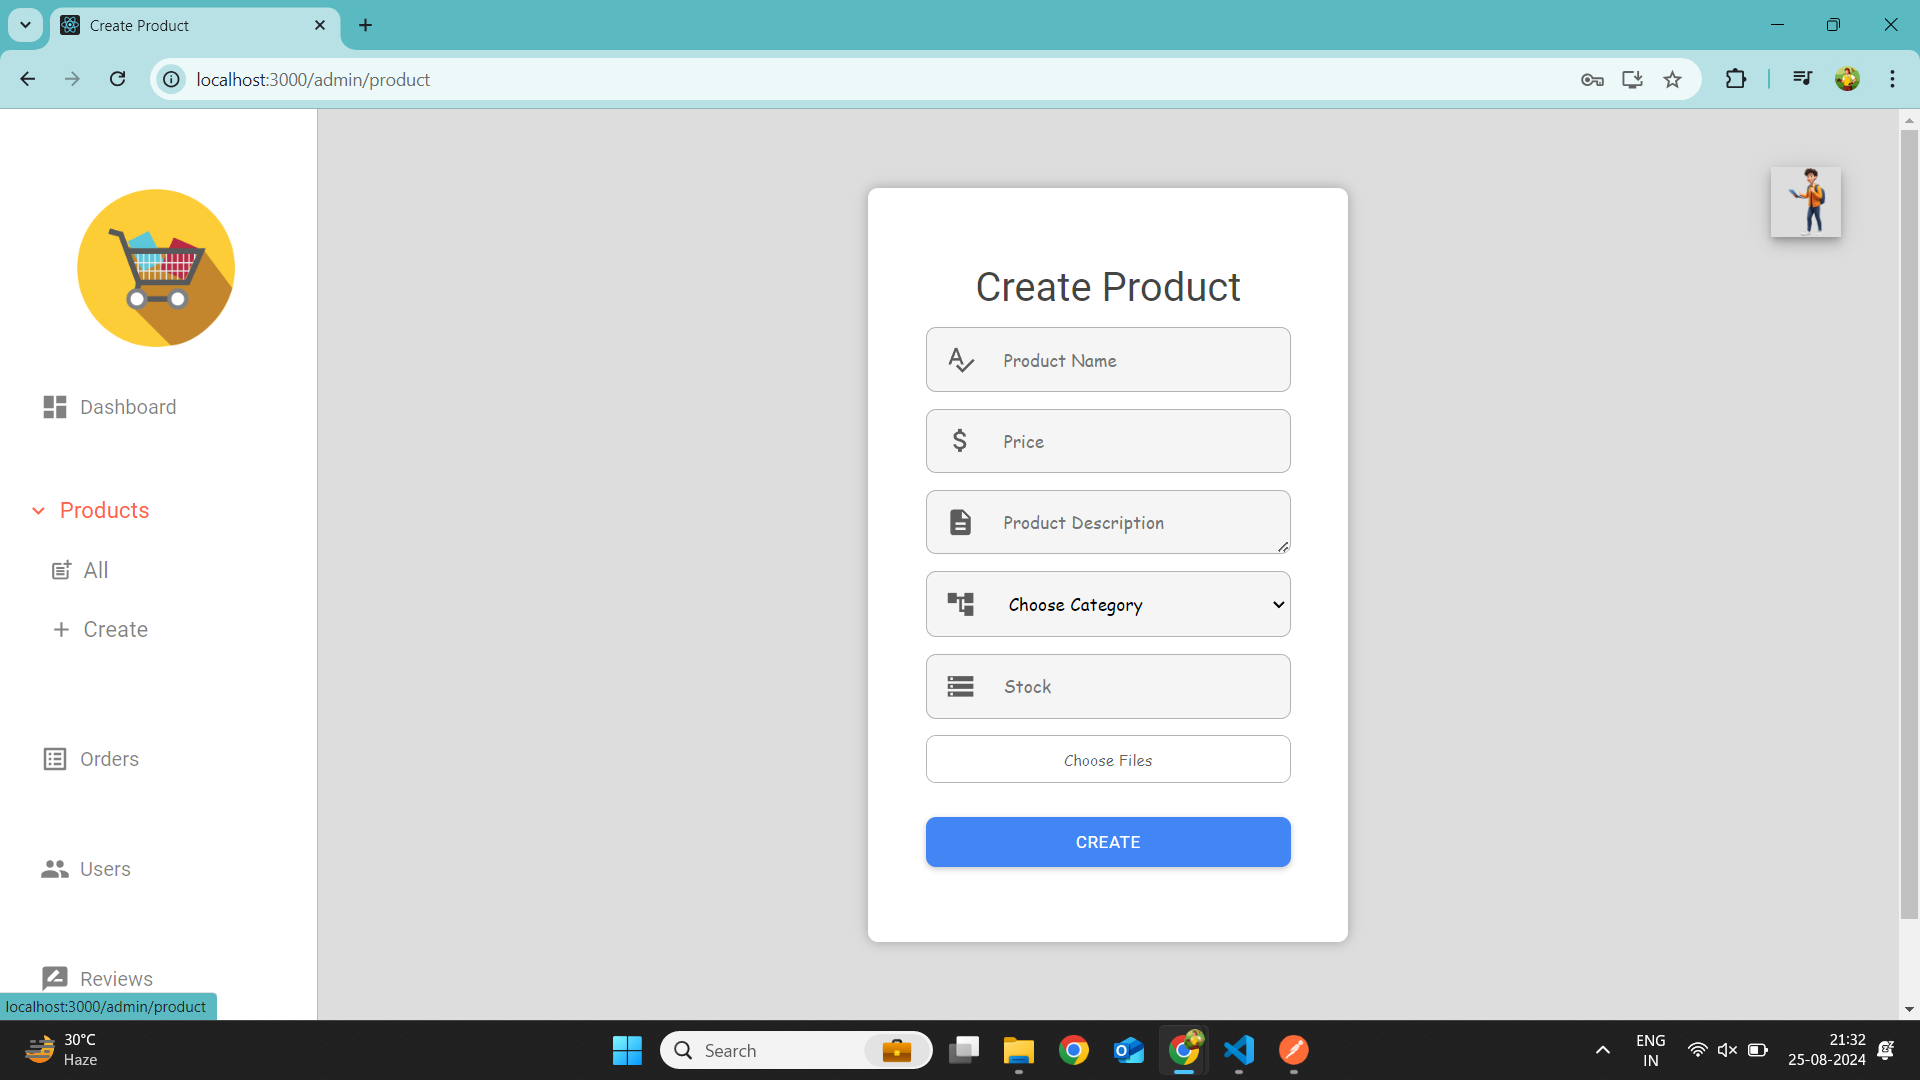 Create Product
localhost:3000/admin/product
Dashboard
Products
All
Create
Orders
Users
Reviews
Create Product
Product Name
Price
Product Description
Choose Category
Stock
Choose Files
CREATE
localhost:3000/admin/product
30°C
Haze
Search
ENG
IN
21:32
25-08-2024